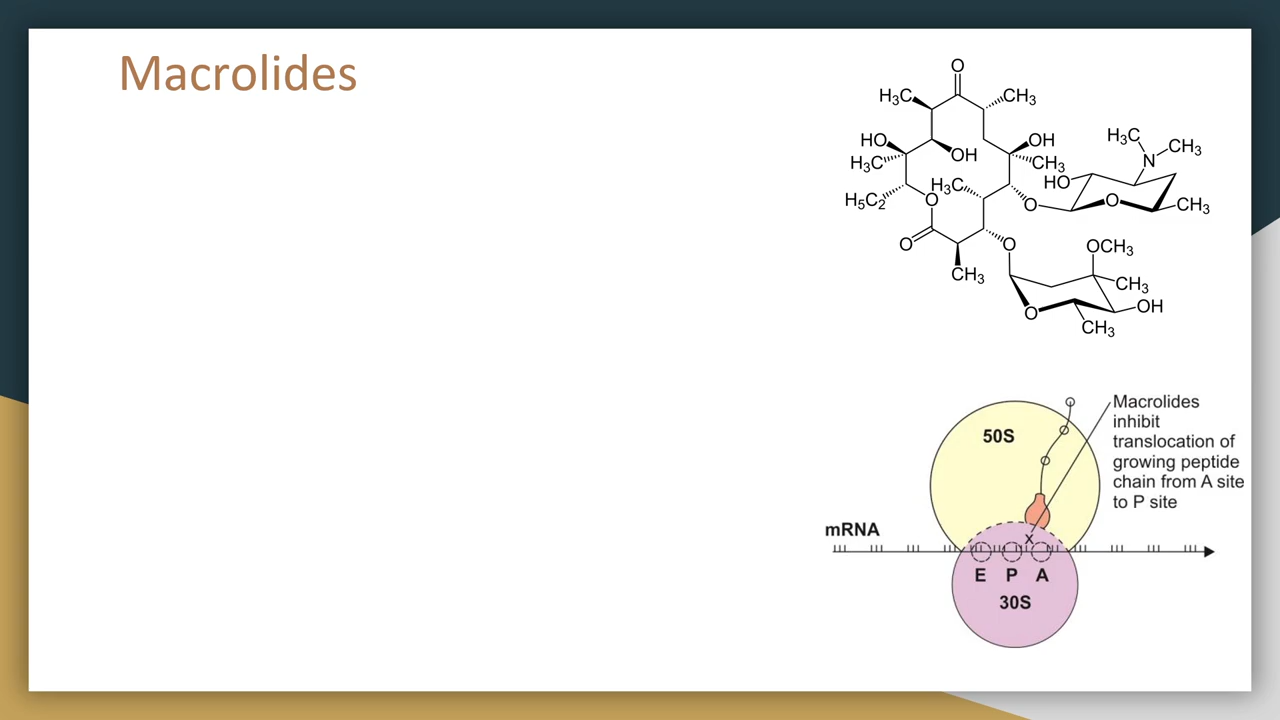 Macrolides
O
H₃C
CH₃
HO
OH
OH
H₃C
CH₃
H₃C
H₅C₂
O
O
CH₃
O
O
H₃C
N
CH₃
HO
O
CH₃
OCH₃
CH₃
OH
O
CH₃
50S
Macrolides
inhibit
translocation of
growing peptide
chain from A site
to P site
mRNA
x
E P A
30S